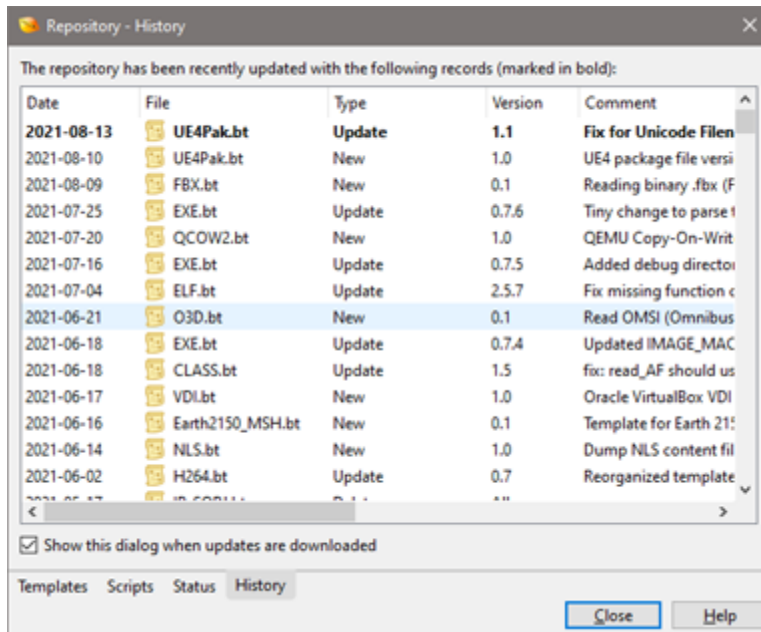 Repository - History
The repository has been recently updated with the following records (marked in bold):
Date File Type Version Comment
2021-08-13 UE4Pak.bt Update 1.1 Fix for Unicode Filen
2021-08-10 UE4Pak.bt New 1.0 UE4 package file versi
2021-08-09 FBX.bt New 0.1 Reading binary .fbx (F
2021-07-25 EXE.bt Update 0.7.6 Tiny change to parse t
2021-07-20 QCOW2.bt New 1.0 QEMU Copy-On-Writ
2021-07-16 EXE.bt Update 0.7.5 Added debug director
2021-07-04 ELF.bt Update 2.5.7 Fix missing function c
2021-06-21 O3D.bt New 0.1 Read OMSI (Omnibus
2021-06-18 EXE.bt Update 0.7.4 Updated IMAGE_MAC
2021-06-18 CLASS.bt Update 1.5 fix: read_AF should us
2021-06-17 VDI.bt New 1.0 Oracle VirtualBox VDI
2021-06-16 Earth2150_MSH.bt New 0.1 Template for Earth 215
2021-06-14 NLS.bt New 1.0 Dump NLS content fil
2021-06-02 H264.bt Update 0.7 Reorganized template
Show this dialog when updates are downloaded
Templates Scripts Status History
Close Help